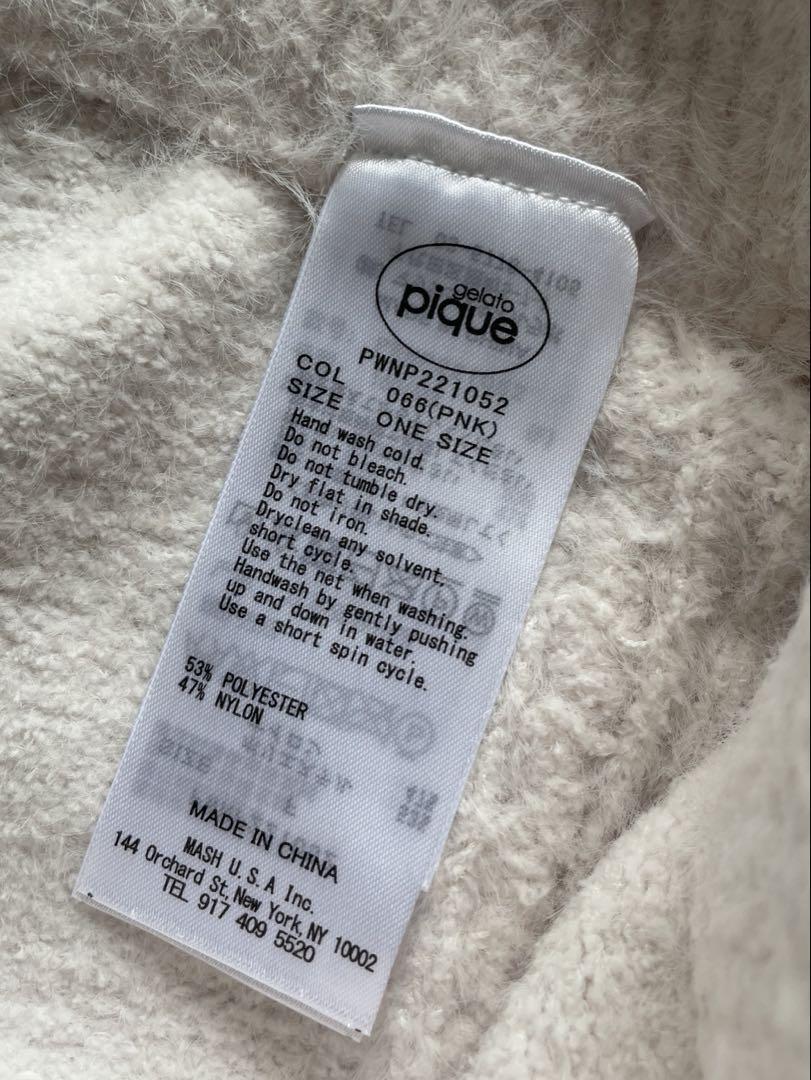 gelato
pique
PWNP221052
COL 066(PNK)
SIZE ONE SIZE
Hand wash cold.
Do not bleach.
Do not tumble dry.
Dry flat in shade.
Do not iron.
Dryclean any solvent,
short cycle.
Use the net when washing.
Handwash by gently pushing
up and down in water.
Use a short spin cycle.
53% POLYESTER
47% NYLON
MADE IN CHINA
MASH U.S.A Inc.
144 Orchard St, New York, NY 10002
TEL 917 409 5520